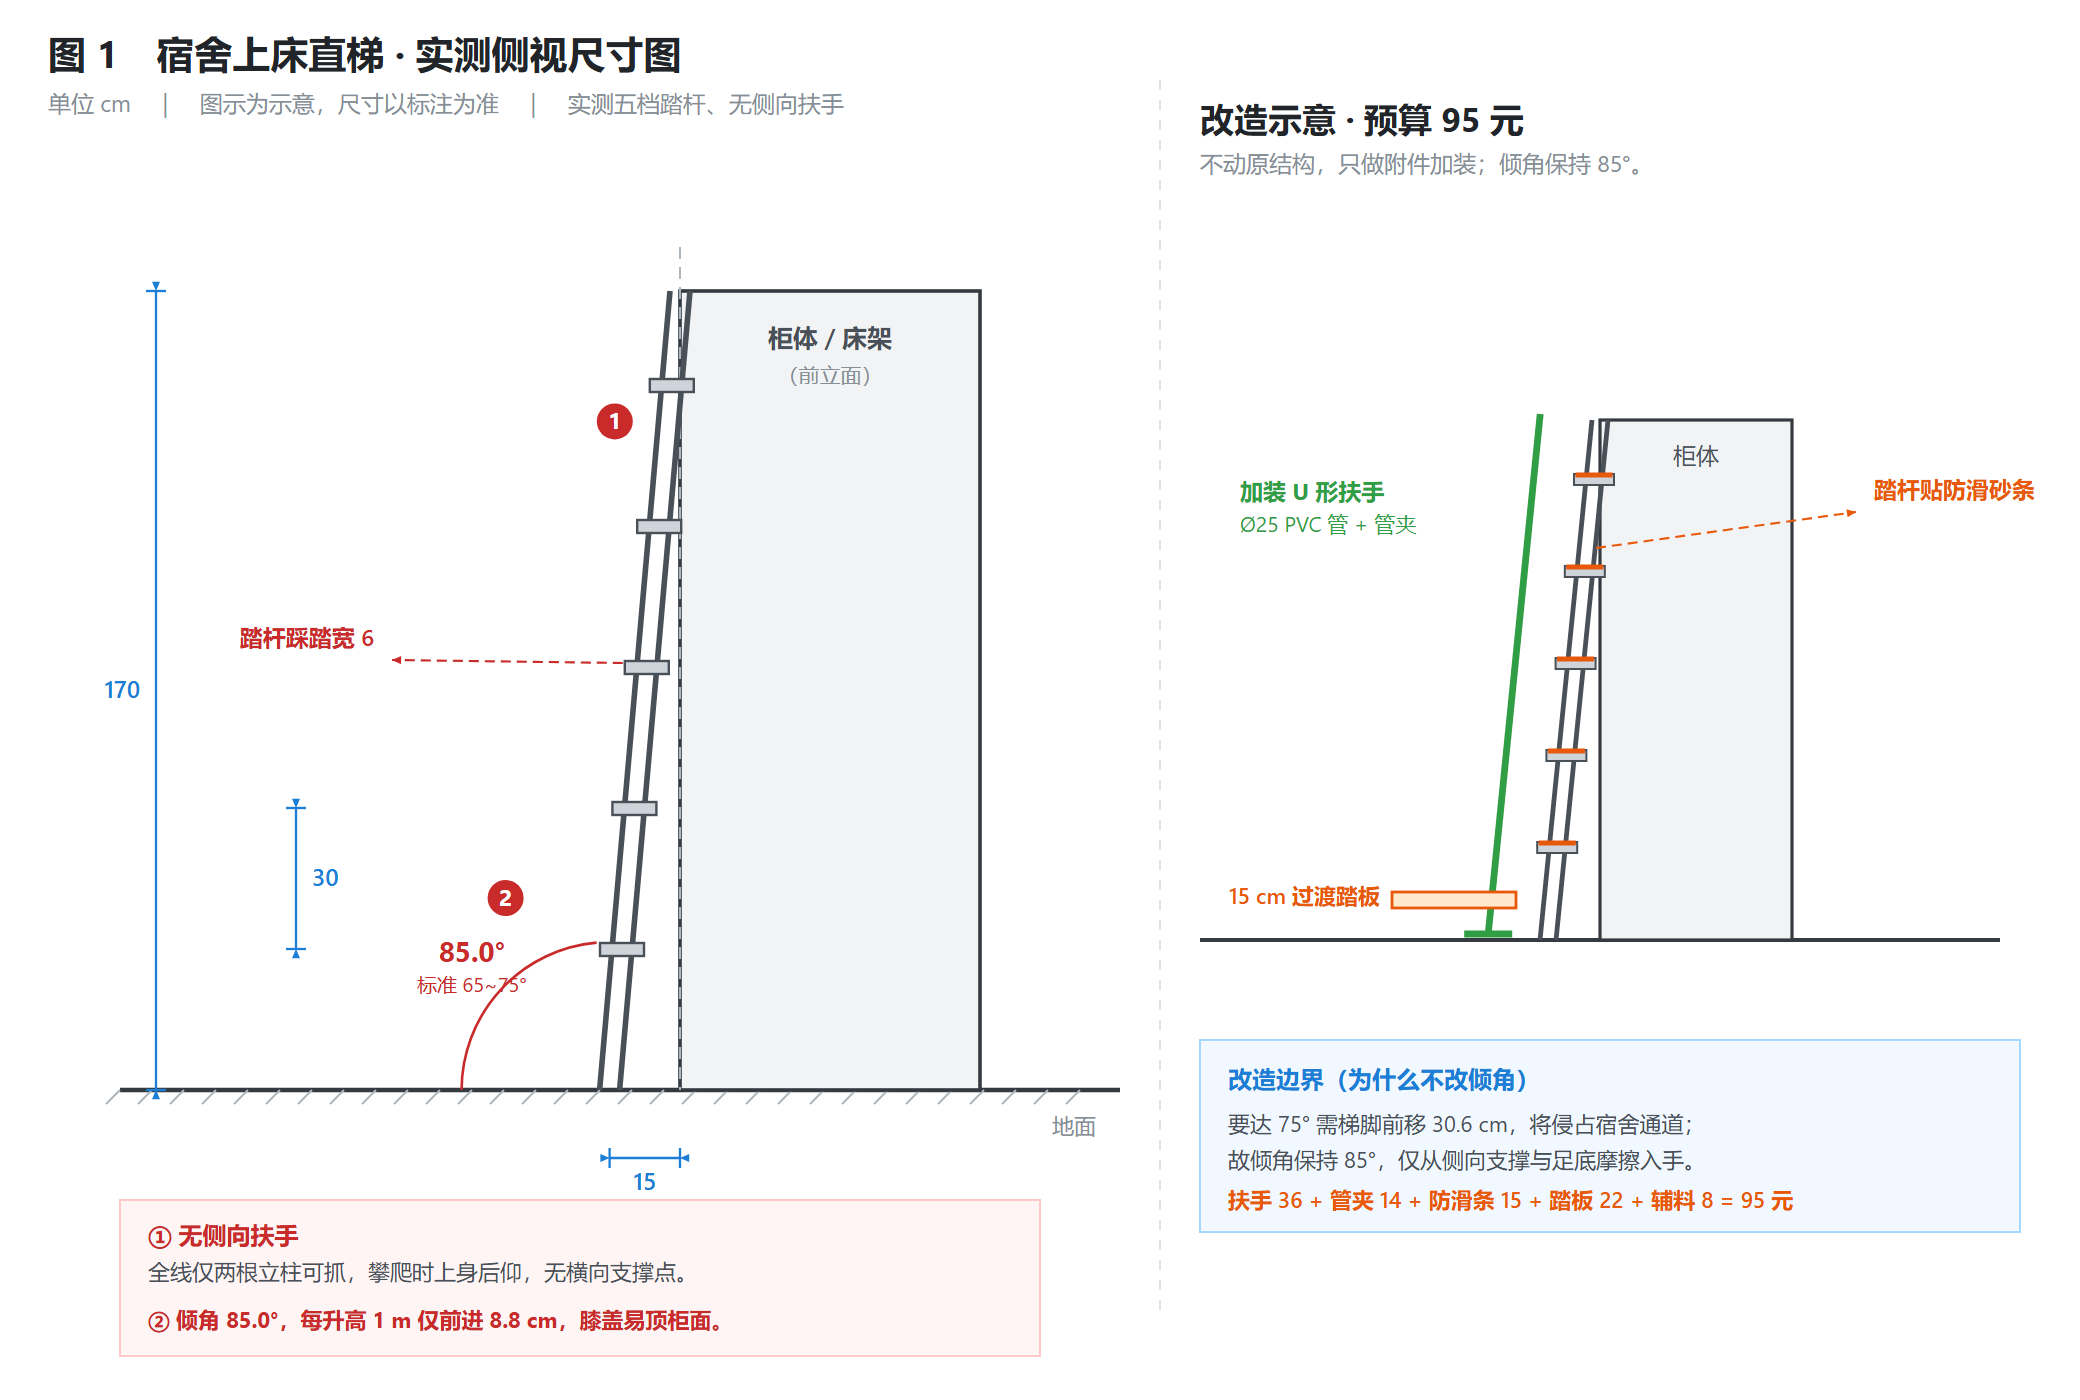 图 1 宿舍上床直梯 · 实测侧视尺寸图
单位 cm | 图示为示意，尺寸以标注为准 | 实测五档踏杆、无侧向扶手
柜体 / 床架
（前立面）
1
踏杆踩踏宽 6
170
30
2
85.0°
标准 65~75°
地面
15
① 无侧向扶手
全线仅两根立柱可抓，攀爬时上身后仰，无横向支撑点。
② 倾角 85.0°，每升高 1 m 仅前进 8.8 cm，膝盖易顶柜面。
改造示意 · 预算 95 元
不动原结构，只做附件加装；倾角保持 85°。
柜体
加装 U 形扶手
Ø25 PVC 管 + 管夹
踏杆贴防滑砂条
15 cm 过渡踏板
改造边界（为什么不改倾角）
要达 75° 需梯脚前移 30.6 cm，将侵占宿舍通道；
故倾角保持 85°，仅从侧向支撑与足底摩擦入手。
扶手 36 + 管夹 14 + 防滑条 15 + 踏板 22 + 辅料 8 = 95 元